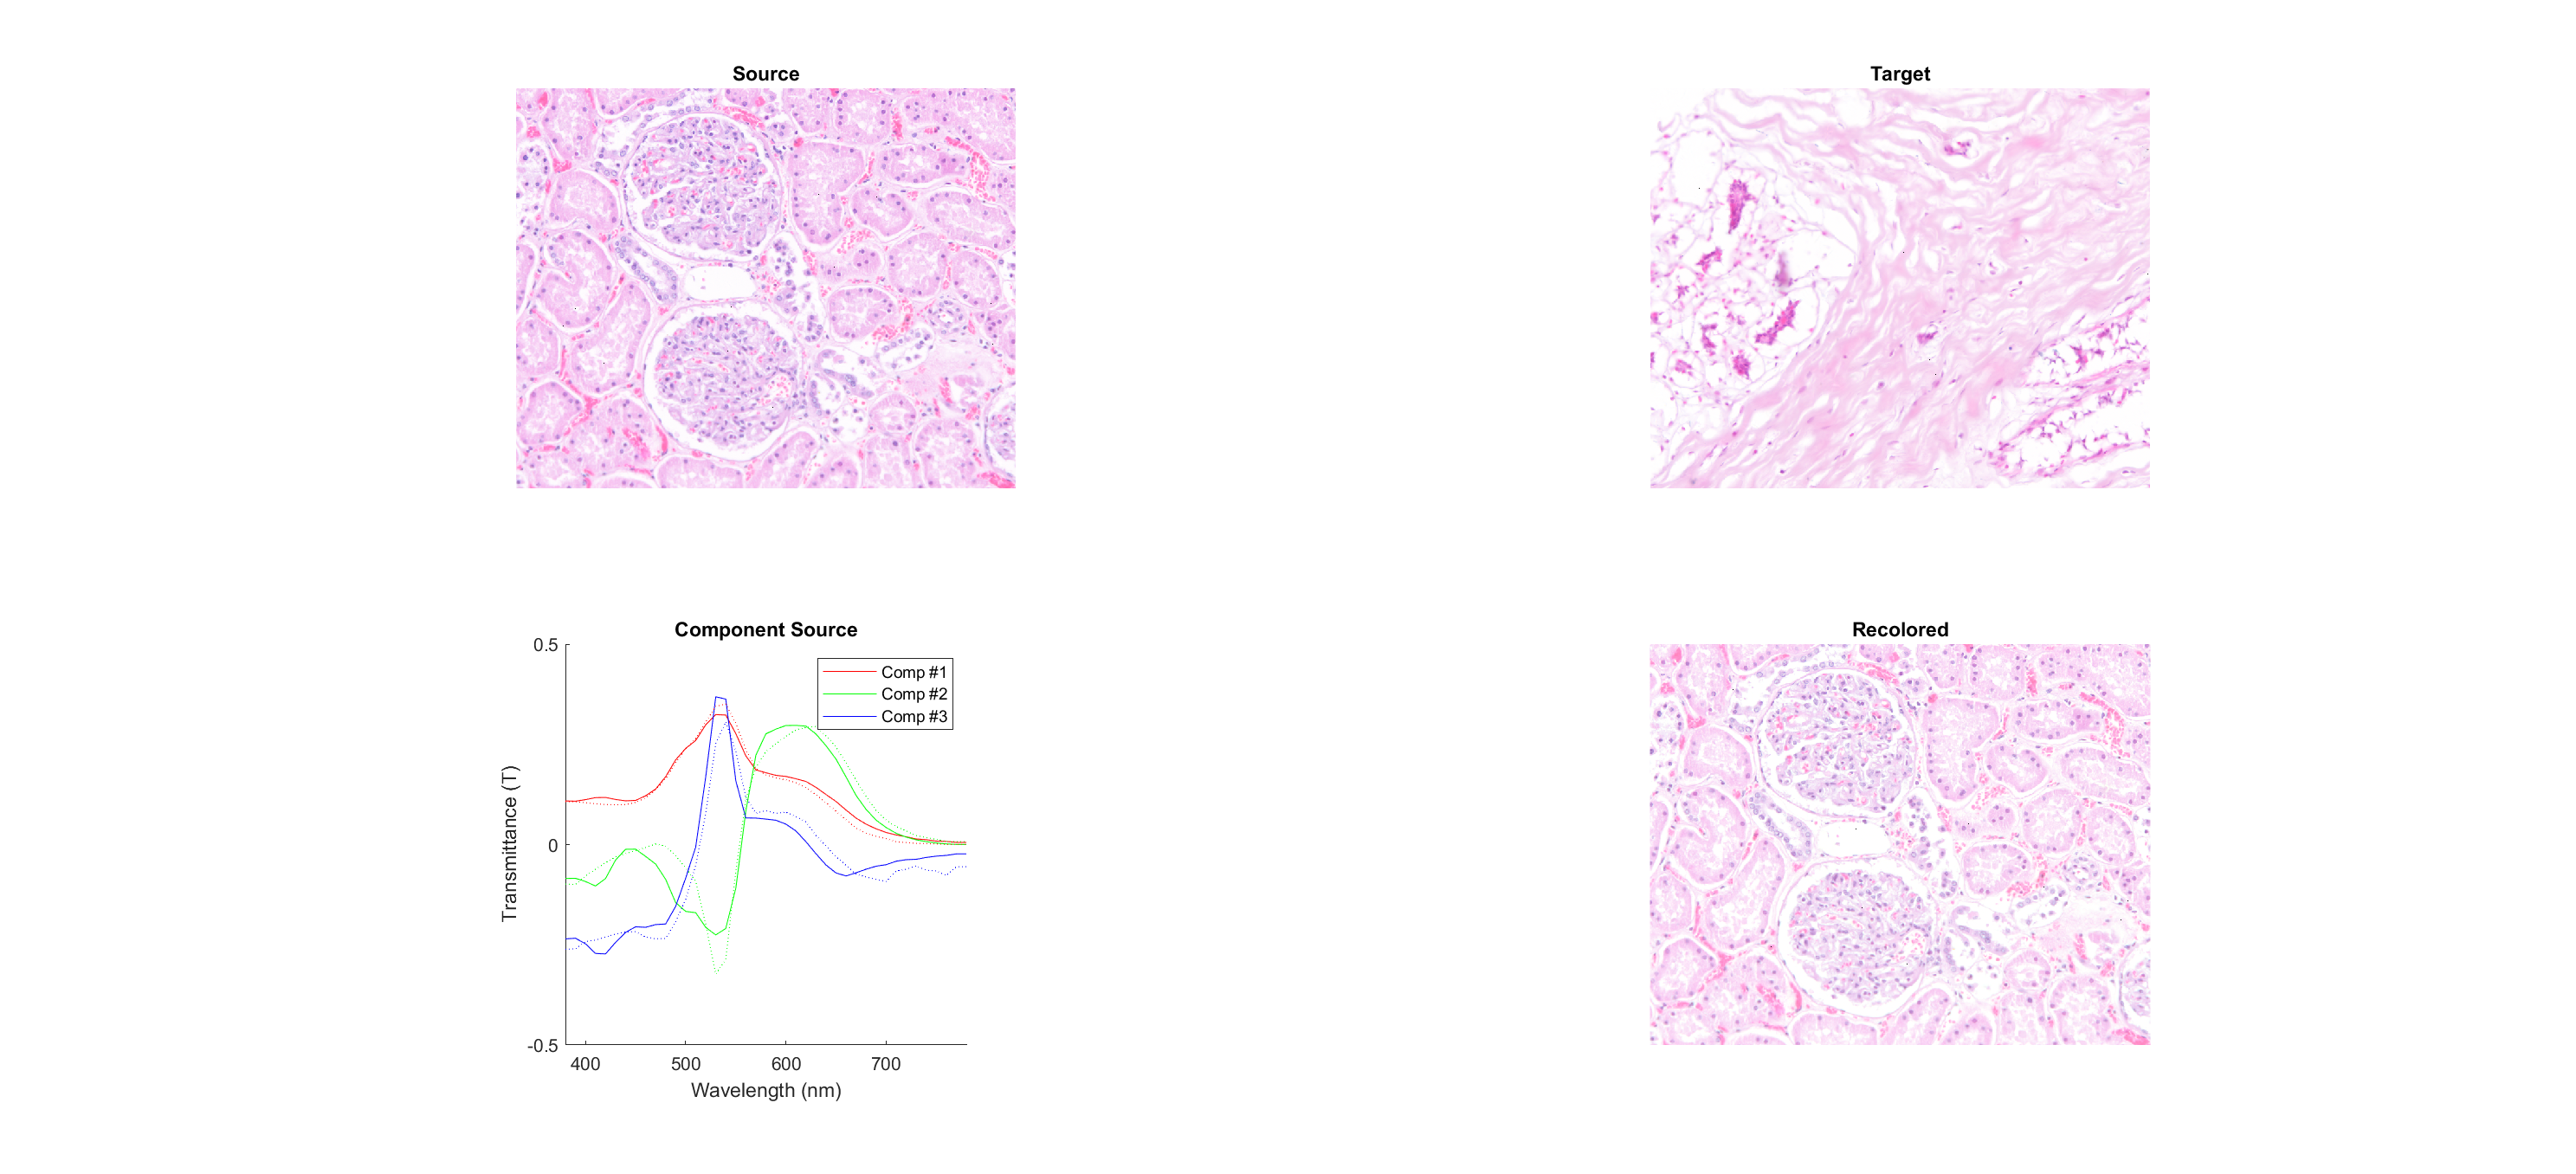 Source
Target
Component Source
0.5
0
-0.5
400 500 600 700
Transmittance (T)
Wavelength (nm)
Comp #1
Comp #2
Comp #3
Recolored